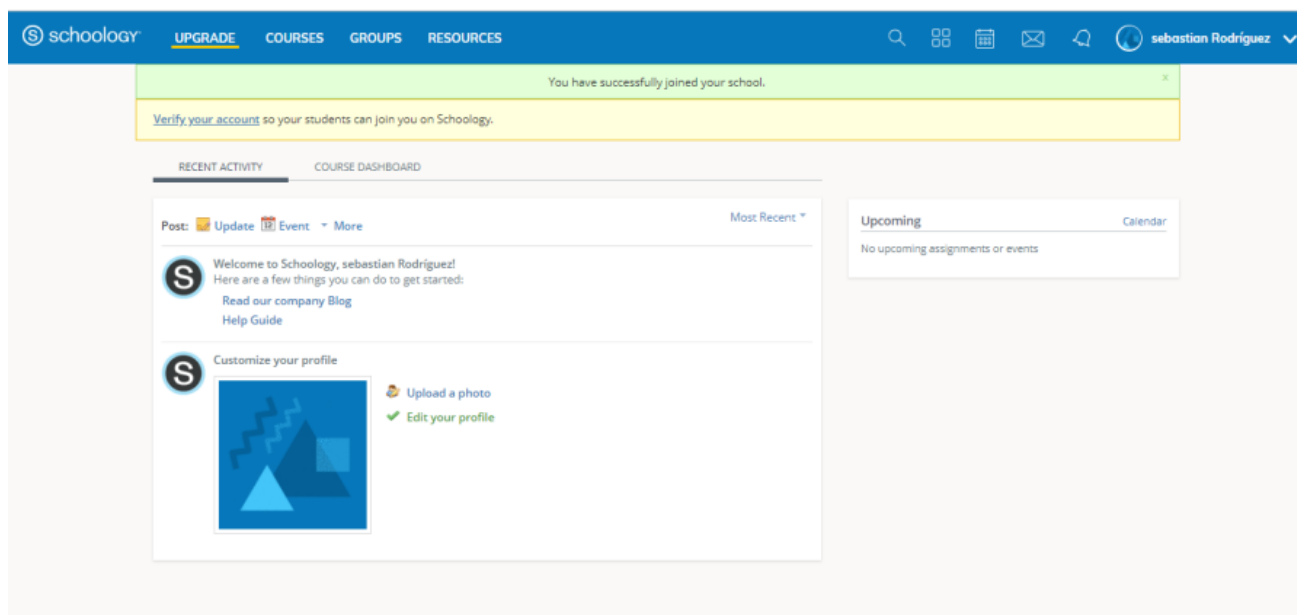 schoology UPGRADE COURSES GROUPS RESOURCES sebastian Rodríguez
You have successfully joined your school. x
Verify your account so your students can join you on Schoology.
RECENT ACTIVITY COURSE DASHBOARD
Post: Update Event More Most Recent
Welcome to Schoology, sebastian Rodríguez!
Here are a few things you can do to get started:
Read our company Blog
Help Guide
Customize your profile
Upload a photo
Edit your profile
Upcoming Calendar
No upcoming assignments or events